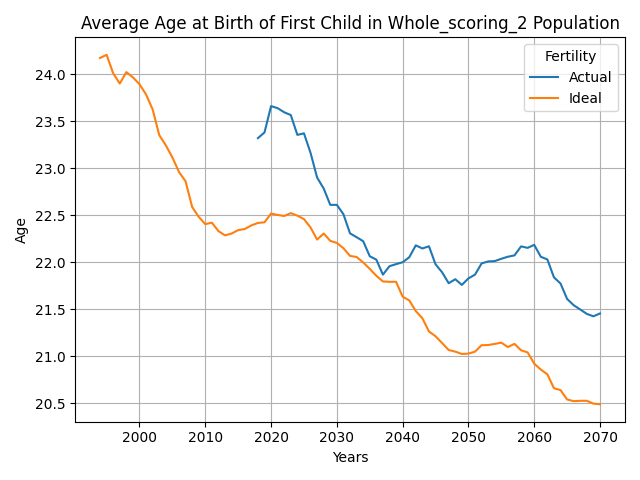 Average Age at Birth of First Child in Whole_scoring_2 Population
Fertility
Actual
Ideal
Age
24.0
23.5
23.0
22.5
22.0
21.5
21.0
20.5
2000 2010 2020 2030 2040 2050 2060 2070
Years